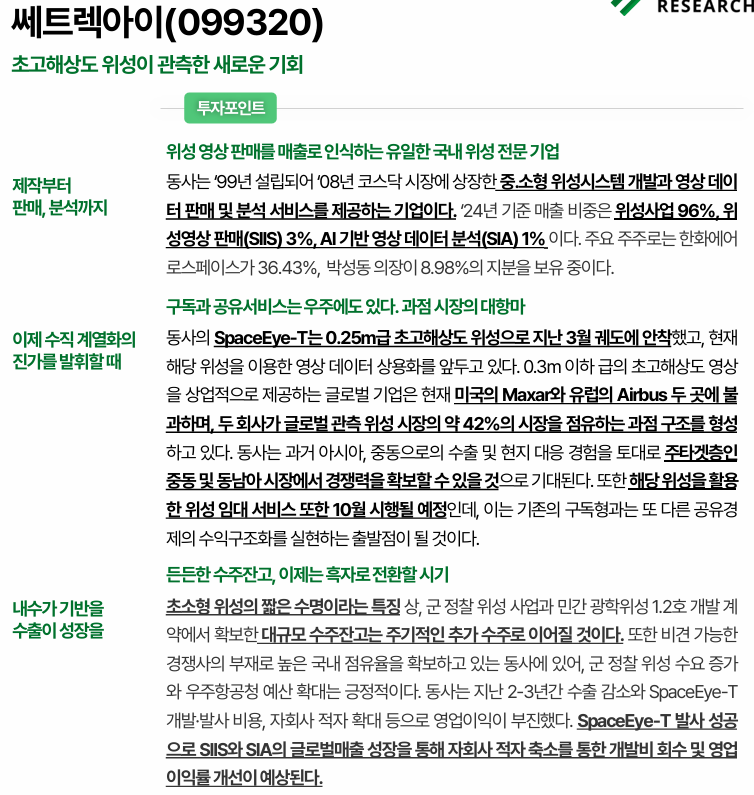 쎄트렉아이(099320)
RESEARCH
초고해상도 위성이 관측한 새로운 기회
투자포인트
제작부터
판매, 분석까지
위성 영상 판매를 매출로 인식하는 유일한 국내 위성 전문 기업
동사는 '99년 설립되어 '08년 코스닥 시장에 상장한 중.소형 위성시스템 개발과 영상 데이
터 판매 및 분석 서비스를 제공하는 기업이다. '24년 기준 매출 비중은 위성사업 96%, 위
성영상 판매(SIIS) 3%, AI 기반 영상 데이터 분석(SIA) 1% 이다. 주요 주주로는 한화에어
로스페이스가 36.43%, 박성동 의장이 8.98%의 지분을 보유 중이다.
이제 수직 계열화의
진가를 발휘할 때
구독과 공유서비스는 우주에도 있다. 과점 시장의 대항마
동사의 SpaceEye-T는 0.25m급 초고해상도 위성으로 지난 3월 궤도에 안착했고, 현재
해당 위성을 이용한 영상 데이터 상용화를 앞두고 있다. 0.3m 이하 급의 초고해상도 영상
을 상업적으로 제공하는 글로벌 기업은 현재 미국의 Maxar와 유럽의 Airbus 두 곳에 불
과하며, 두 회사가 글로벌 관측 위성 시장의 약 42%의 시장을 점유하는 과점 구조를 형성
하고 있다. 동사는 과거 아시아, 중동으로의 수출 및 현지 대응 경험을 토대로 주타겟층인
중동 및 동남아 시장에서 경쟁력을 확보할 수 있을 것으로 기대된다. 또한 해당 위성을 활용
한 위성 임대 서비스 또한 10월 시행될 예정인데, 이는 기존의 구독형과는 또 다른 공유경
제의 수익구조화를 실현하는 출발점이 될 것이다.
내수가 기반을
수출이 성장을
든든한 수주잔고, 이제는 흑자로 전환할 시기
초소형 위성의 짧은 수명이라는 특징 상, 군 정찰 위성 사업과 민간 광학위성 1.2호 개발 계
약에서 확보한 대규모 수주잔고는 주기적인 추가 수주로 이어질 것이다. 또한 비견 가능한
경쟁사의 부재로 높은 국내 점유율을 확보하고 있는 동사에 있어, 군 정찰 위성 수요 증가
와 우주항공청 예산 확대는 긍정적이다. 동사는 지난 2-3년간 수출 감소와 SpaceEye-T
개발·발사 비용, 자회사 적자 확대 등으로 영업이익이 부진했다. SpaceEye-T 발사 성공
으로 SIIS와 SIA의 글로벌매출 성장을 통해 자회사 적자 축소를 통한 개발비 회수 및 영업
이익률 개선이 예상된다.